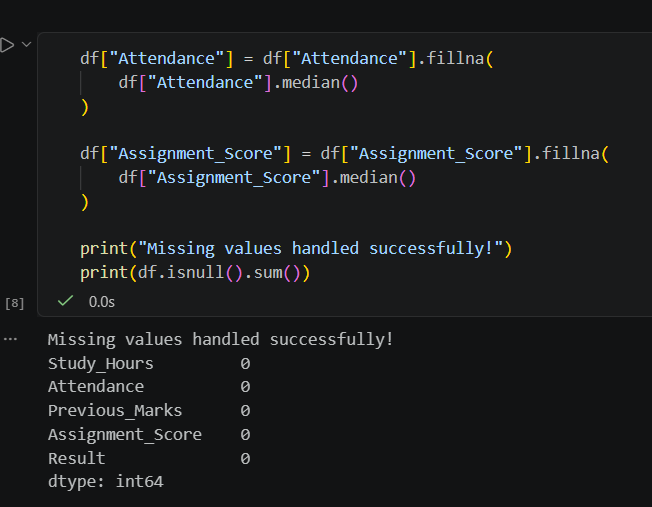 df["Attendance"] = df["Attendance"].fillna(
    df["Attendance"].median()
)
df["Assignment_Score"] = df["Assignment_Score"].fillna(
    df["Assignment_Score"].median()
)
print("Missing values handled successfully!")
print(df.isnull().sum())
[8] 0.0s
...
Missing values handled successfully!
Study_Hours 0
Attendance 0
Previous_Marks 0
Assignment_Score 0
Result 0
dtype: int64